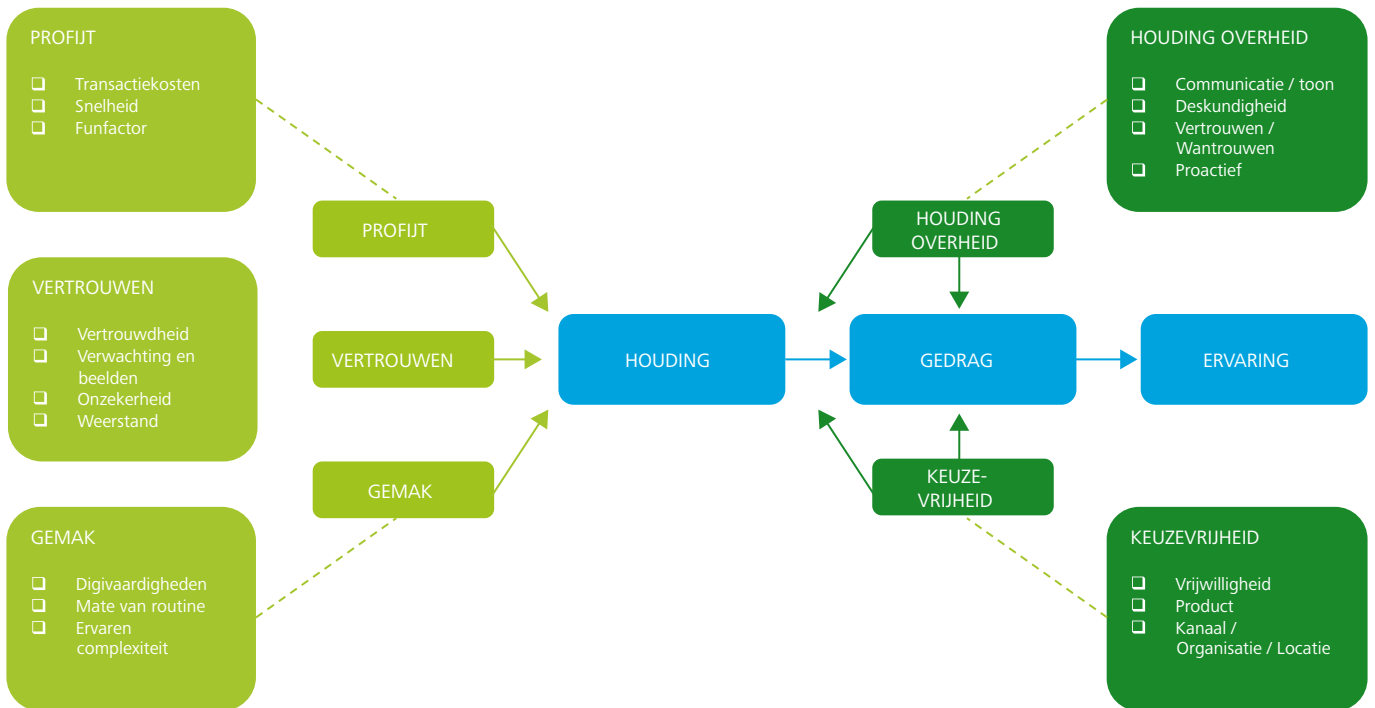 PROFIJT
❑ Transactiekosten
❑ Snelheid
❑ Funfactor
VERTROUWEN
❑ Vertrouwdheid
❑ Verwachting en
beelden
❑ Onzekerheid
❑ Weerstand
GEMAK
❑ Digivaardigheden
❑ Mate van routine
❑ Ervaren
complexiteit
PROFIJT
VERTROUWEN
GEMAK
HOUDING
HOUDING
OVERHEID
GEDRAG
KEUZE-
VRIJHEID
ERVARING
HOUDING OVERHEID
❑ Communicatie / toon
❑ Deskundigheid
❑ Vertrouwen /
Wantrouwen
❑ Proactief
KEUZEVRIJHEID
❑ Vrijwilligheid
❑ Product
❑ Kanaal /
Organisatie / Locatie